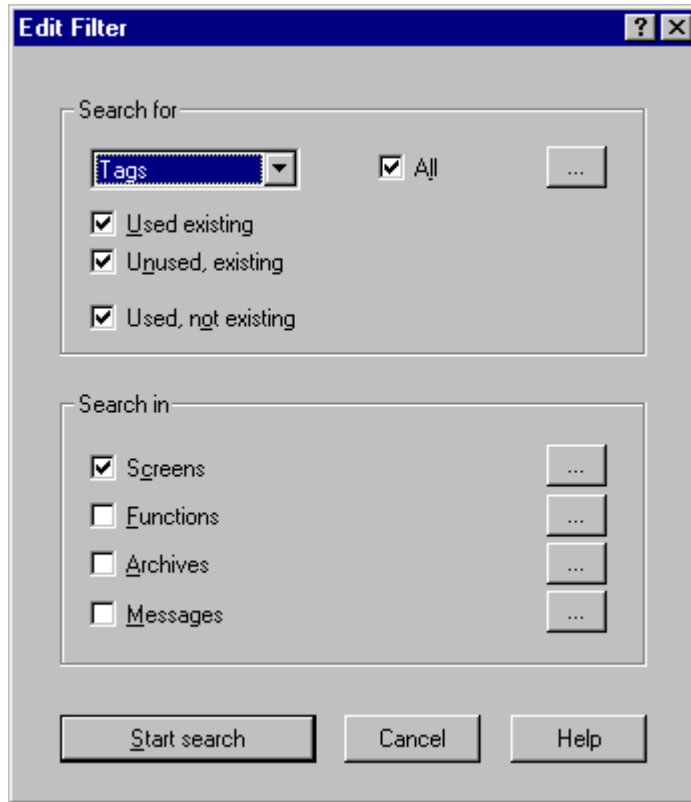 Edit Filter
Search for
Tags All ...
Used existing
Unused, existing
Used, not existing
Search in
Screens ...
Functions ...
Archives ...
Messages ...
Start search Cancel Help